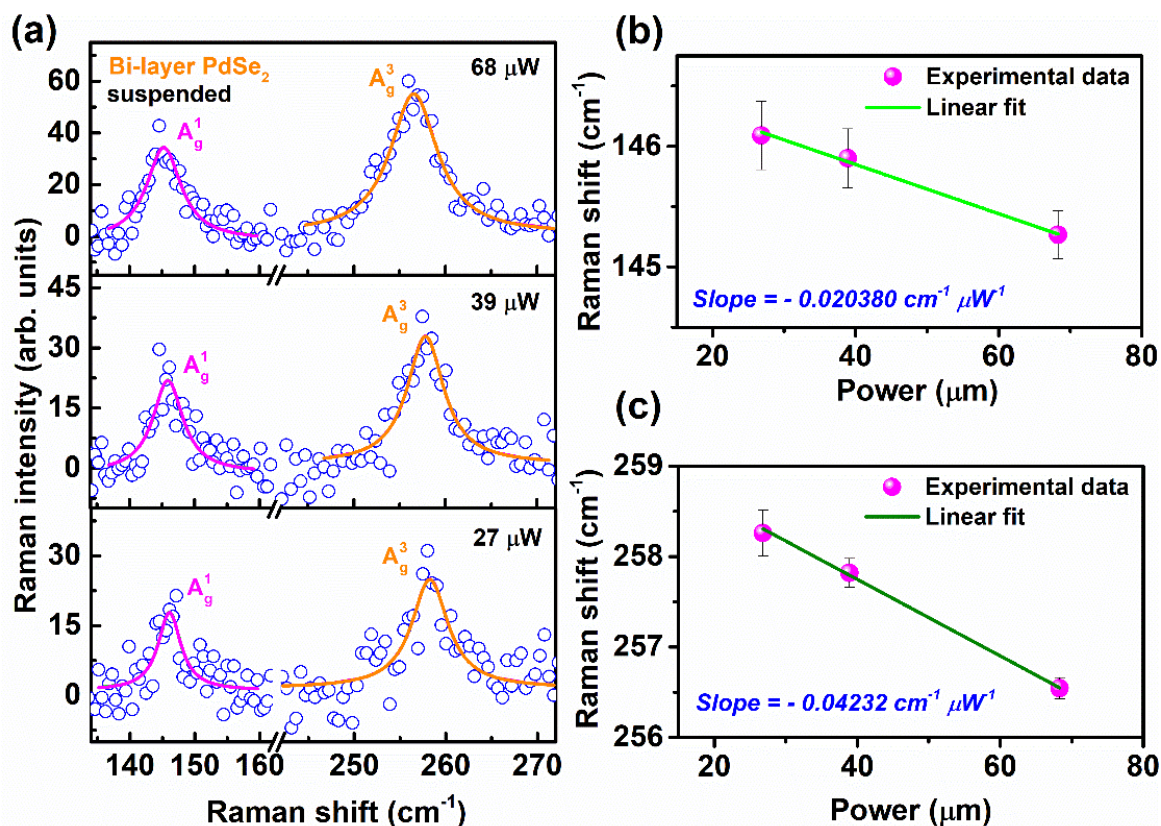 (a)
Bi-layer PdSe₂
suspended
68 μW
A¹g
A³g
60
40
20
0
39 μW
A¹g
A³g
45
30
15
0
27 μW
A¹g
A³g
30
15
0
Raman intensity (arb. units)
140 150 160 250 260 270
Raman shift (cm⁻¹)
(b)
Experimental data
Linear fit
146
145
Raman shift (cm⁻¹)
Slope = - 0.020380 cm⁻¹ μW⁻¹
20 40 60 80
Power (μm)
(c)
Experimental data
Linear fit
259
258
257
256
Raman shift (cm⁻¹)
Slope = - 0.04232 cm⁻¹ μW⁻¹
20 40 60 80
Power (μm)